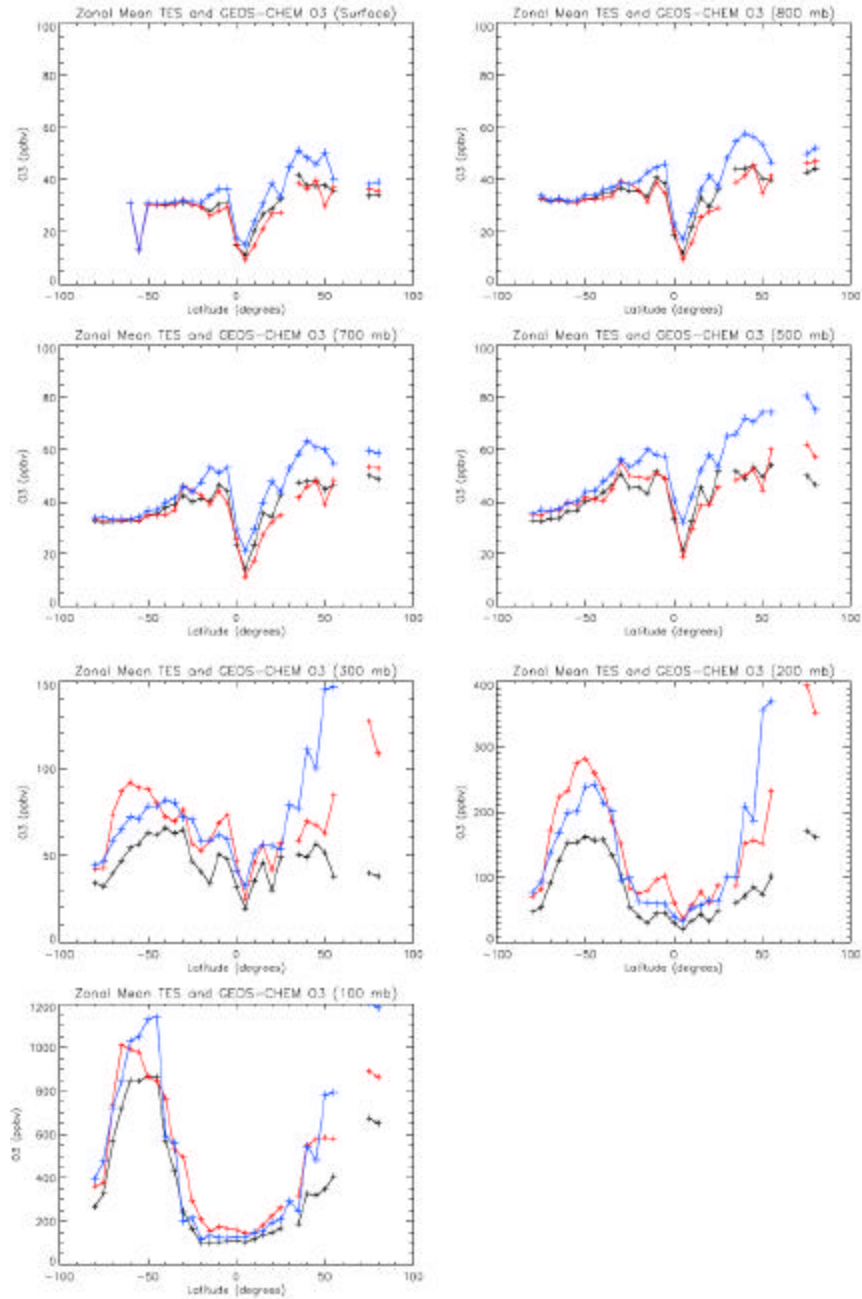 Zonal Mean TES and GEOS-CHEM O3 (Surface)
100
80
60
40
20
0
O3 (ppbv)
-100 -50 0 50 100
Latitude (degrees)
Zonal Mean TES and GEOS-CHEM O3 (800 mb)
100
80
60
40
20
0
O3 (ppbv)
-100 -50 0 50 100
Latitude (degrees)
Zonal Mean TES and GEOS-CHEM O3 (700 mb)
100
80
60
40
20
0
O3 (ppbv)
-100 -50 0 50 100
Latitude (degrees)
Zonal Mean TES and GEOS-CHEM O3 (500 mb)
100
80
60
40
20
0
O3 (ppbv)
-100 -50 0 50 100
Latitude (degrees)
Zonal Mean TES and GEOS-CHEM O3 (300 mb)
150
100
50
0
O3 (ppbv)
-100 -50 0 50 100
Latitude (degrees)
Zonal Mean TES and GEOS-CHEM O3 (200 mb)
400
300
200
100
0
O3 (ppbv)
-100 -50 0 50 100
Latitude (degrees)
Zonal Mean TES and GEOS-CHEM O3 (100 mb)
1200
1000
800
600
400
200
0
O3 (ppbv)
-100 -50 0 50 100
Latitude (degrees)